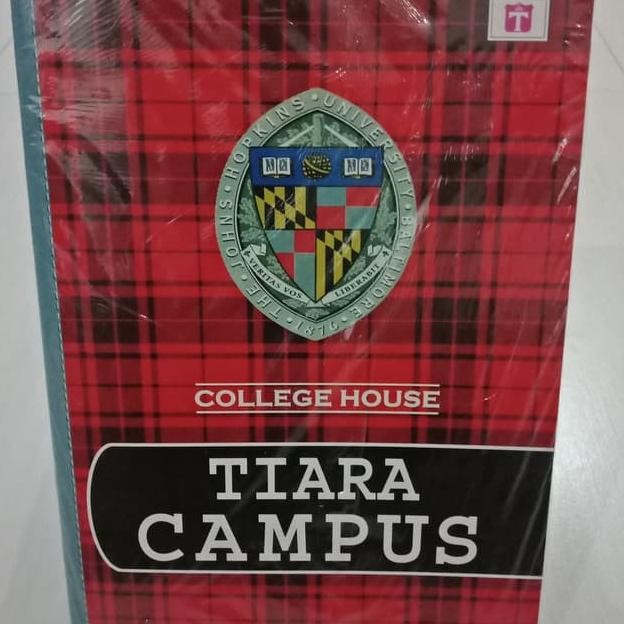 T
THE · JOHNS · HOPKINS · UNIVERSITY · BALTIMORE ·
· 1876 ·
VERITAS VOS LIBERABIT
COLLEGE HOUSE
TIARA
CAMPUS